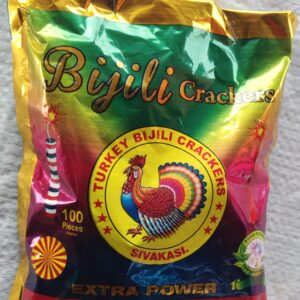 Bijili Crackers
TURKEY BIJILI CRACKERS
SIVAKASI.
100
Pieces
EXTRA POWER